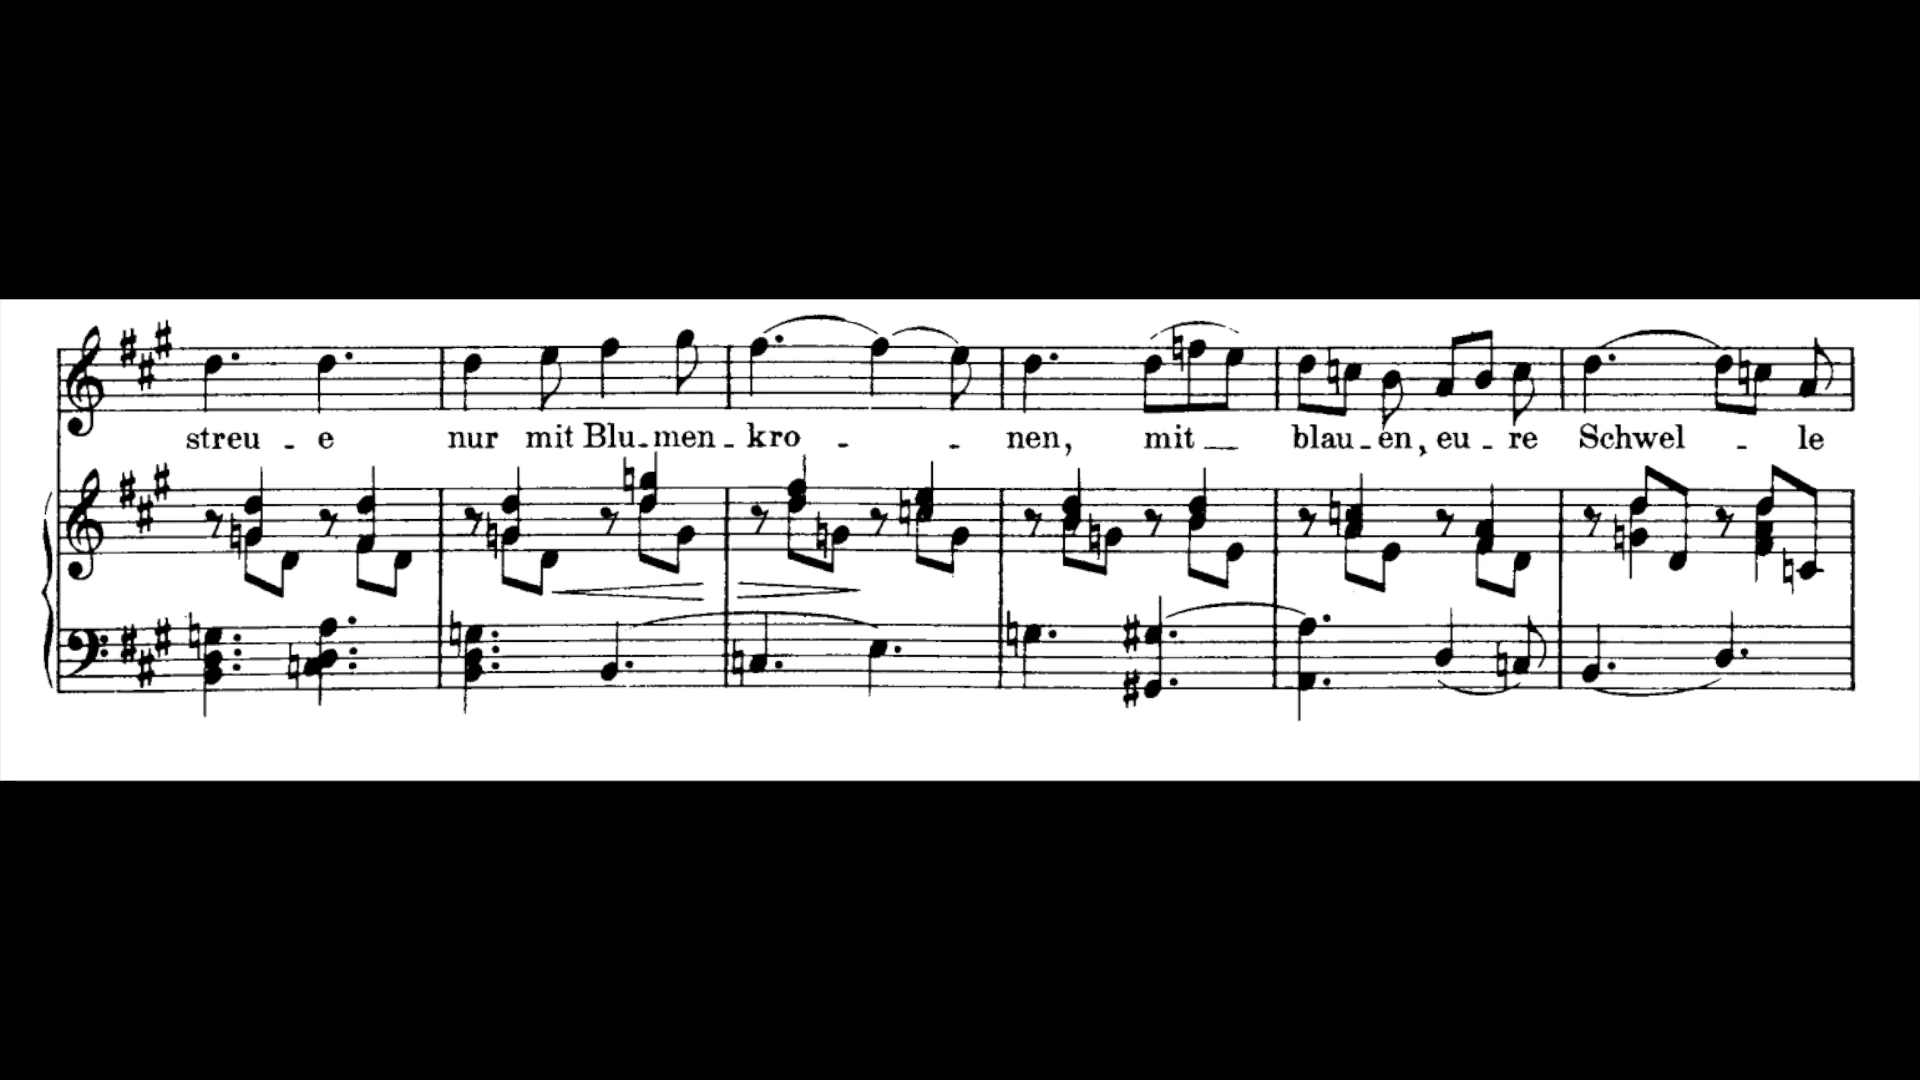 streu - e nur mit Blu - men - kro - - nen, mit blau - en, eu - re Schwel - le